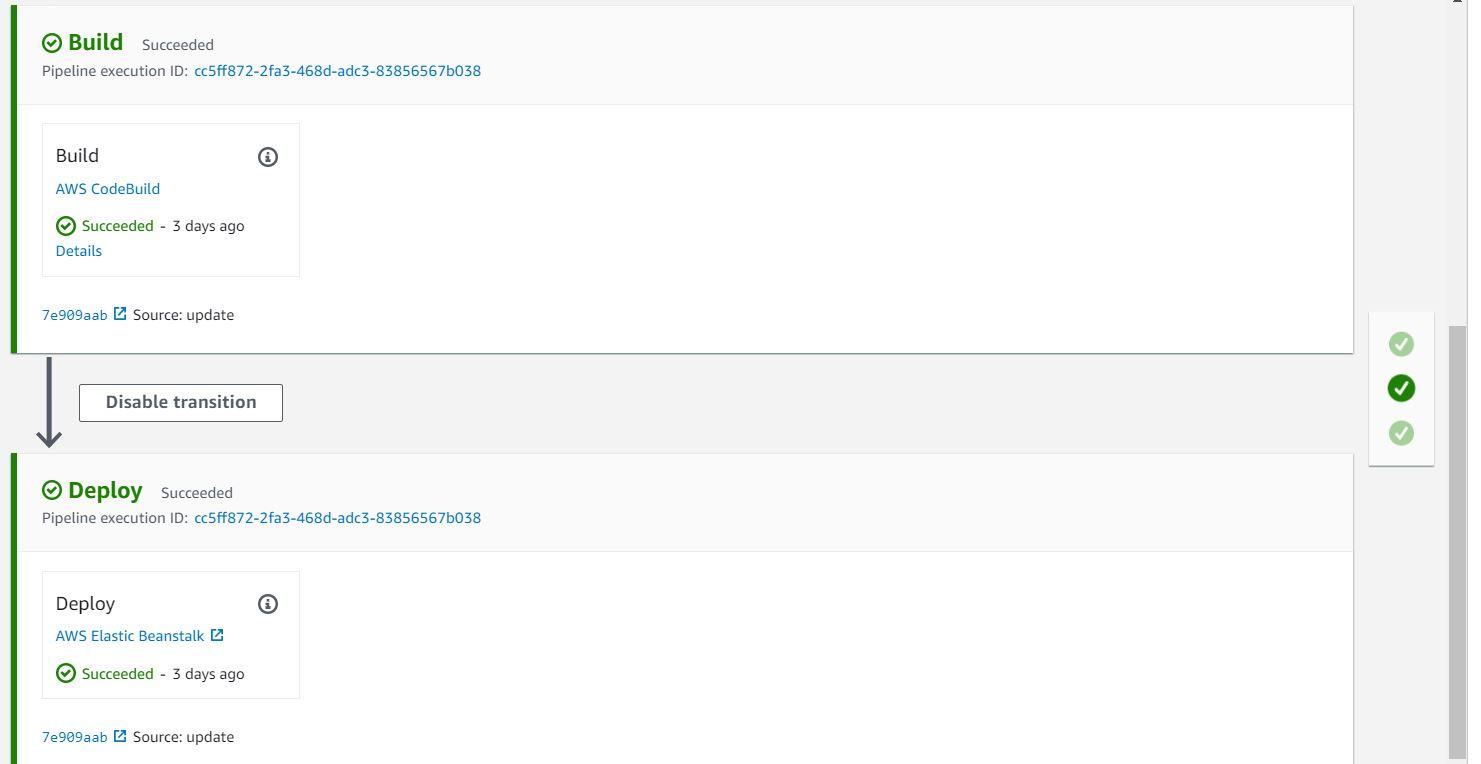 Build Succeeded
Pipeline execution ID: cc5ff872-2fa3-468d-adc3-83856567b038
Build
AWS CodeBuild
Succeeded - 3 days ago
Details
7e909aab Source: update
Disable transition
Deploy Succeeded
Pipeline execution ID: cc5ff872-2fa3-468d-adc3-83856567b038
Deploy
AWS Elastic Beanstalk
Succeeded - 3 days ago
7e909aab Source: update